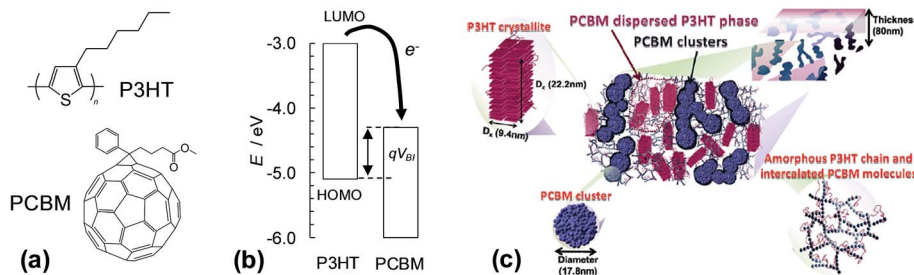 P3HT
S
n
O
O
PCBM
(a)
LUMO
e-
-3.0
-4.0
-5.0
-6.0
E / eV
qVBI
HOMO
P3HT PCBM
(b)
P3HT crystallite
PCBM dispersed P3HT phase
PCBM clusters
Thickness
(80nm)
Dz (22.2nm)
Dx (9.4nm)
Amorphous P3HT chain and
intercalated PCBM molecules
PCBM cluster
Diameter
(17.8nm)
(c)